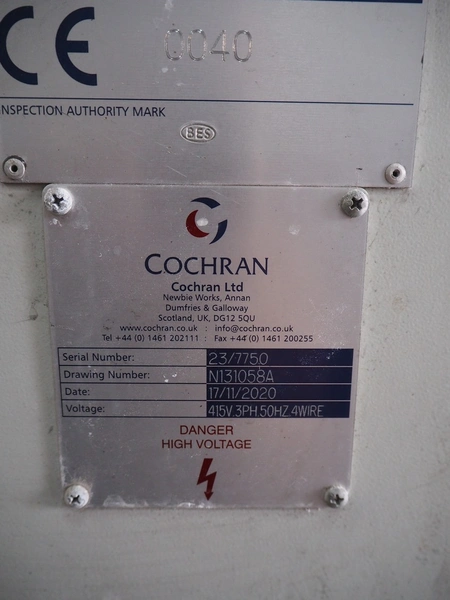 CE 0040
INSPECTION AUTHORITY MARK
BES
COCHRAN
Cochran Ltd
Newbie Works, Annan
Dumfries & Galloway
Scotland, UK, DG12 5QU
www.cochran.co.uk : info@cochran.co.uk
Tel +44 (0) 1461 202111 : Fax +44 (0) 1461 200255
Serial Number: 23/7750
Drawing Number: N131058A
Date: 17/11/2020
Voltage: 415V,3PH,50HZ,4WIRE
DANGER
HIGH VOLTAGE